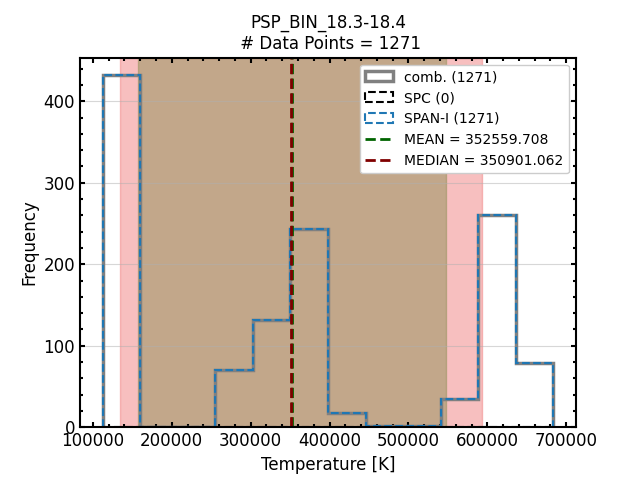 PSP_BIN_18.3-18.4
# Data Points = 1271
comb. (1271)
SPC (0)
SPAN-I (1271)
MEAN = 352559.708
MEDIAN = 350901.062
Frequency
400
300
200
100
0
100000 200000 300000 400000 500000 600000 700000
Temperature [K]